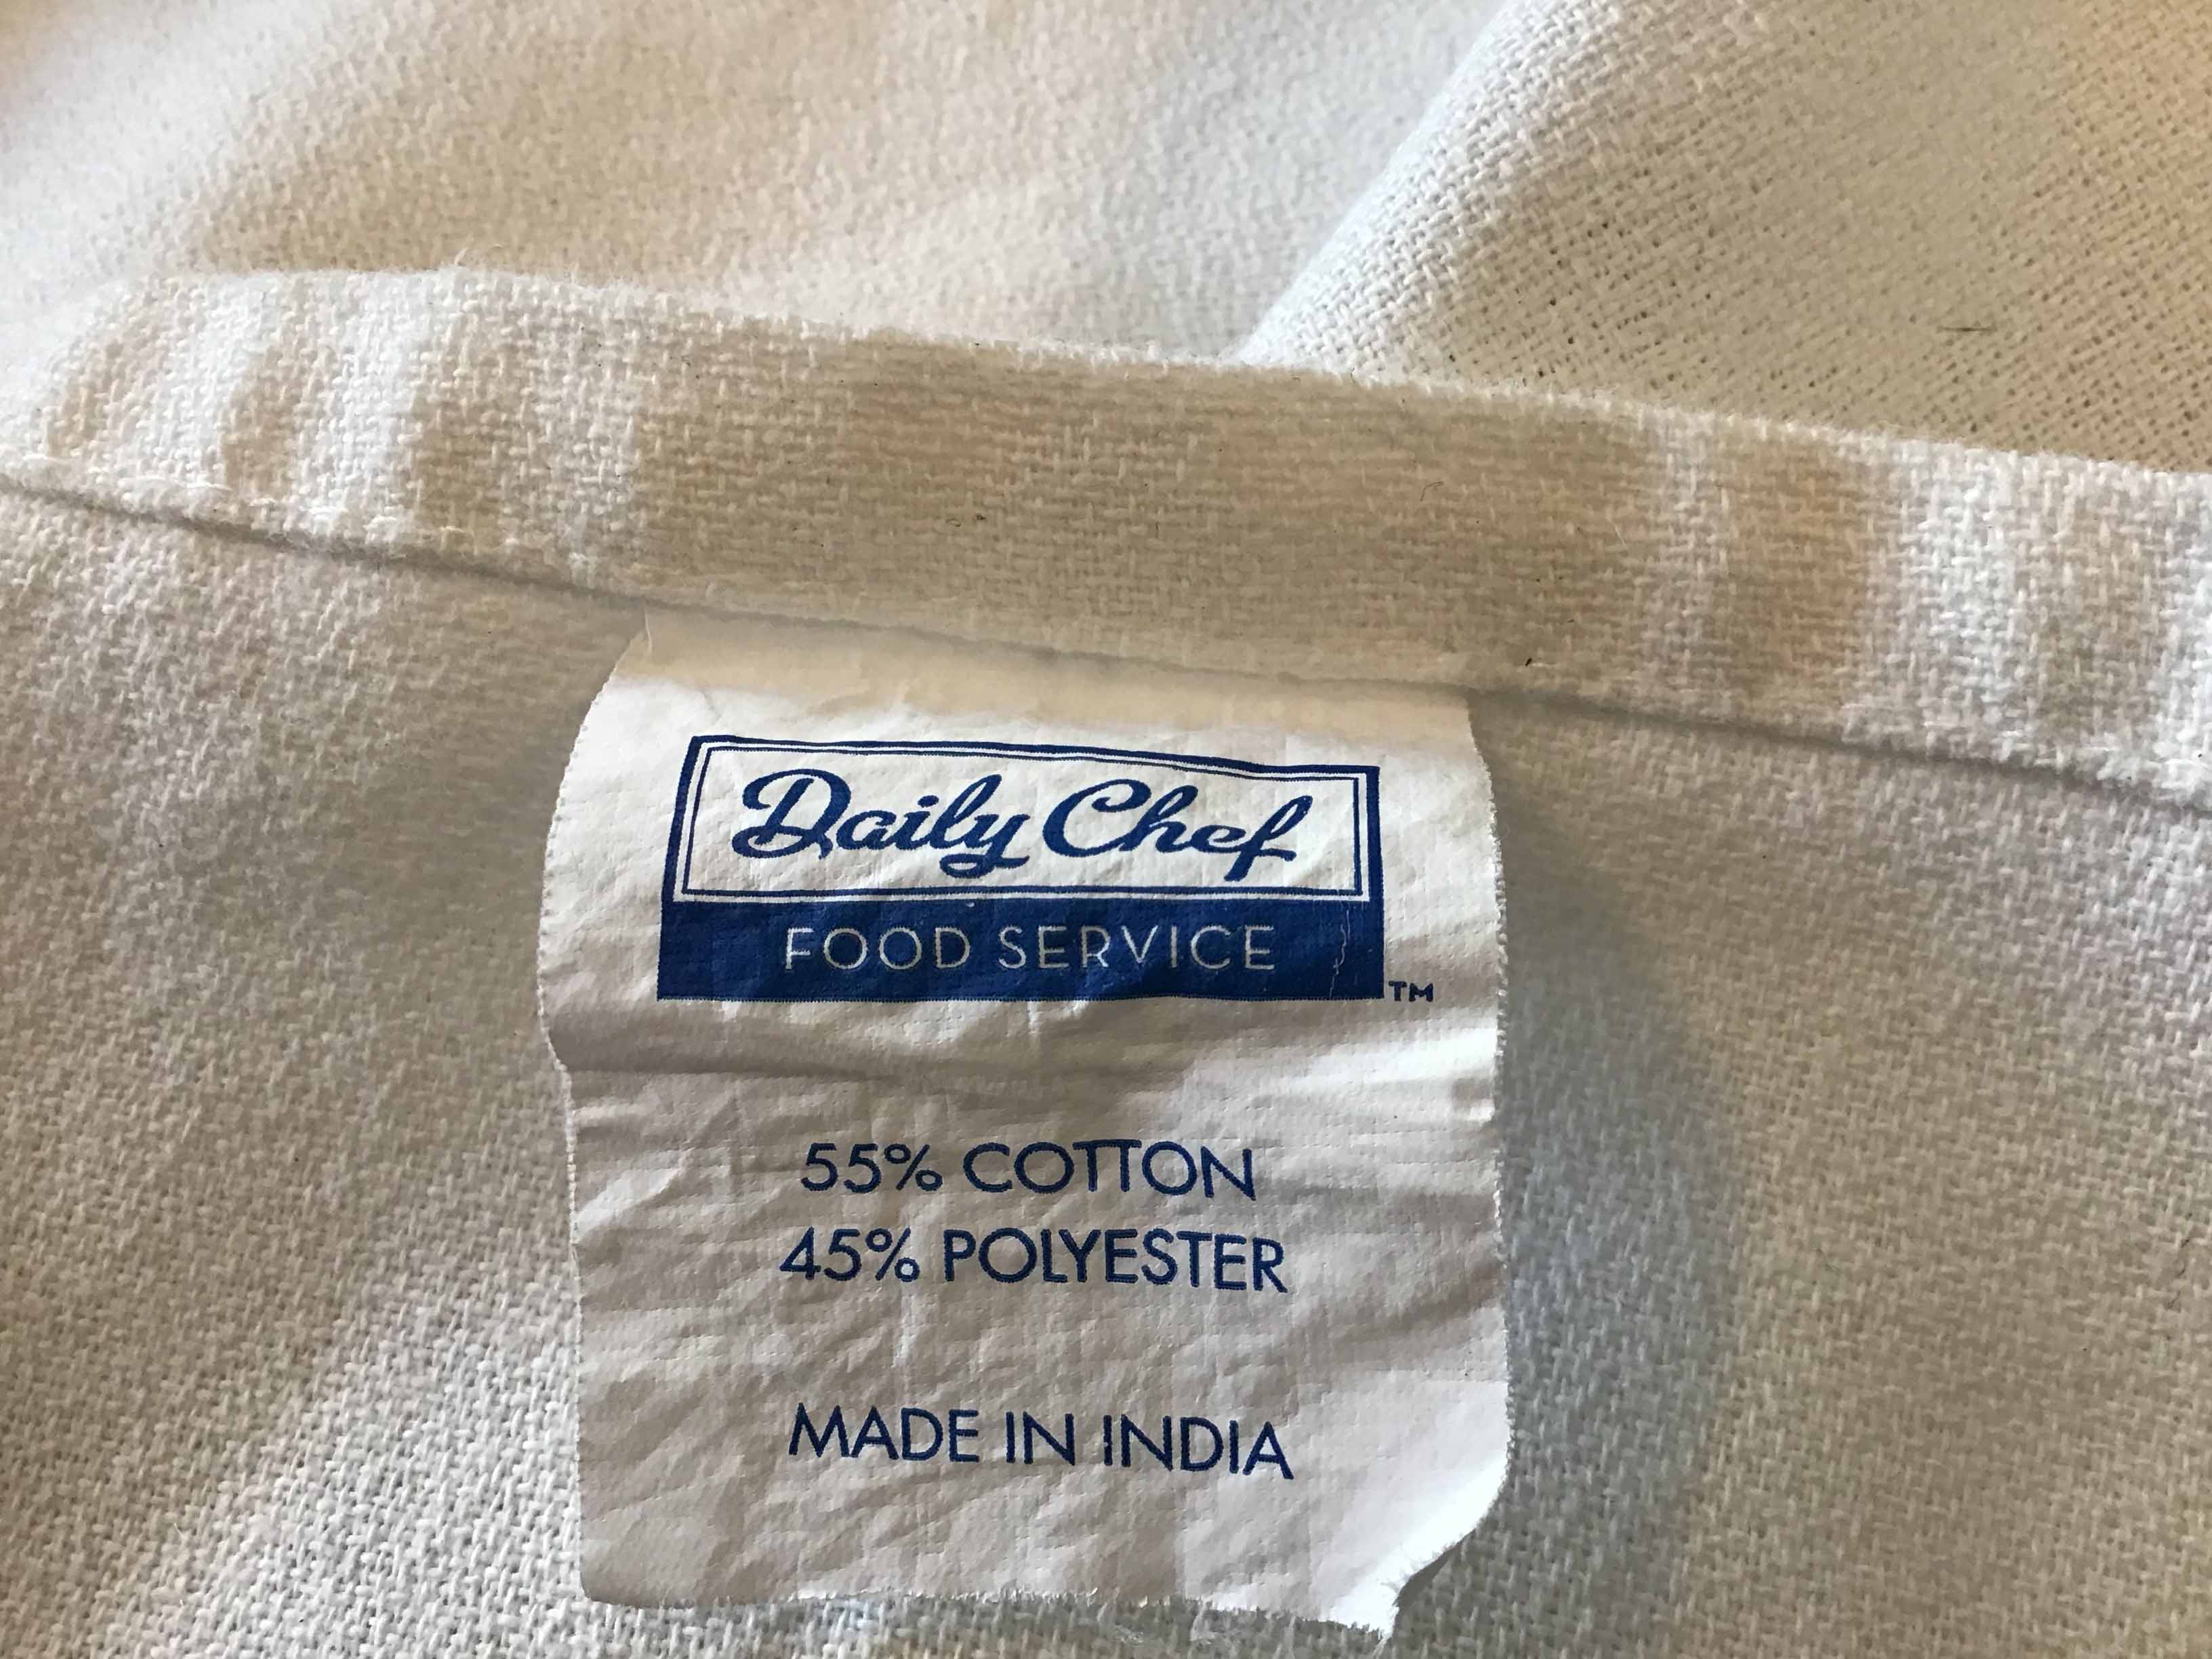 Daily Chef
FOOD SERVICE
TM
55% COTTON
45% POLYESTER
MADE IN INDIA